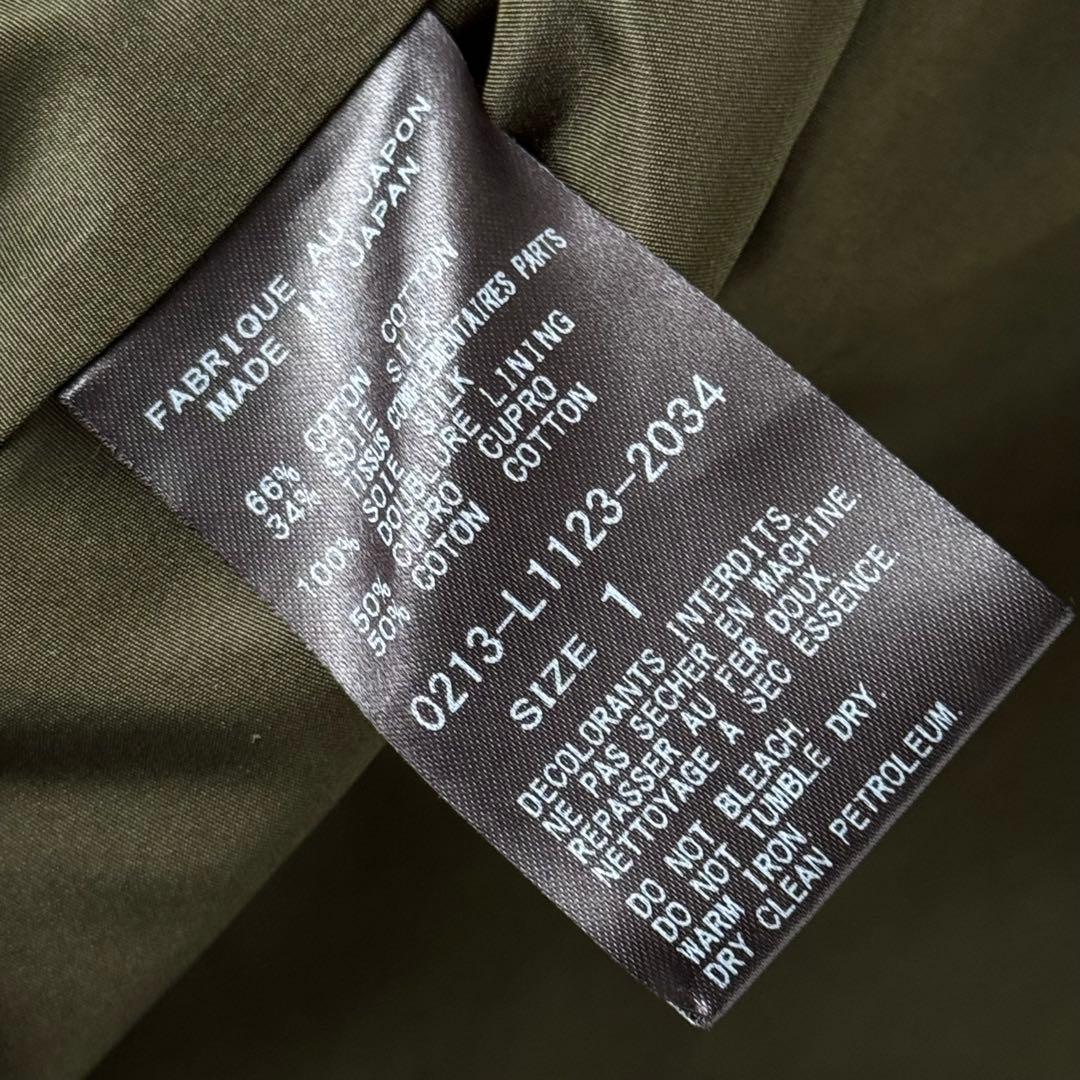 FABRIQUE AU JAPON
MADE IN JAPAN
66% COTON COTTON
34% SOIE SILK
TISSUS COMPLEMENTAIRES PARTS
100% SOIE SILK
DOUBLURE LINING
50% CUPRO CUPRO
50% COTON COTTON
0213-L1123-2034
SIZE 1
DECOLORANTS INTERDITS.
NE PAS SECHER EN MACHINE.
REPASSER AU FER DOUX.
NETTOYAGE A SEC ESSENCE.
DO NOT BLEACH.
DO NOT TUMBLE DRY.
WARM IRON
DRY CLEAN PETROLEUM.